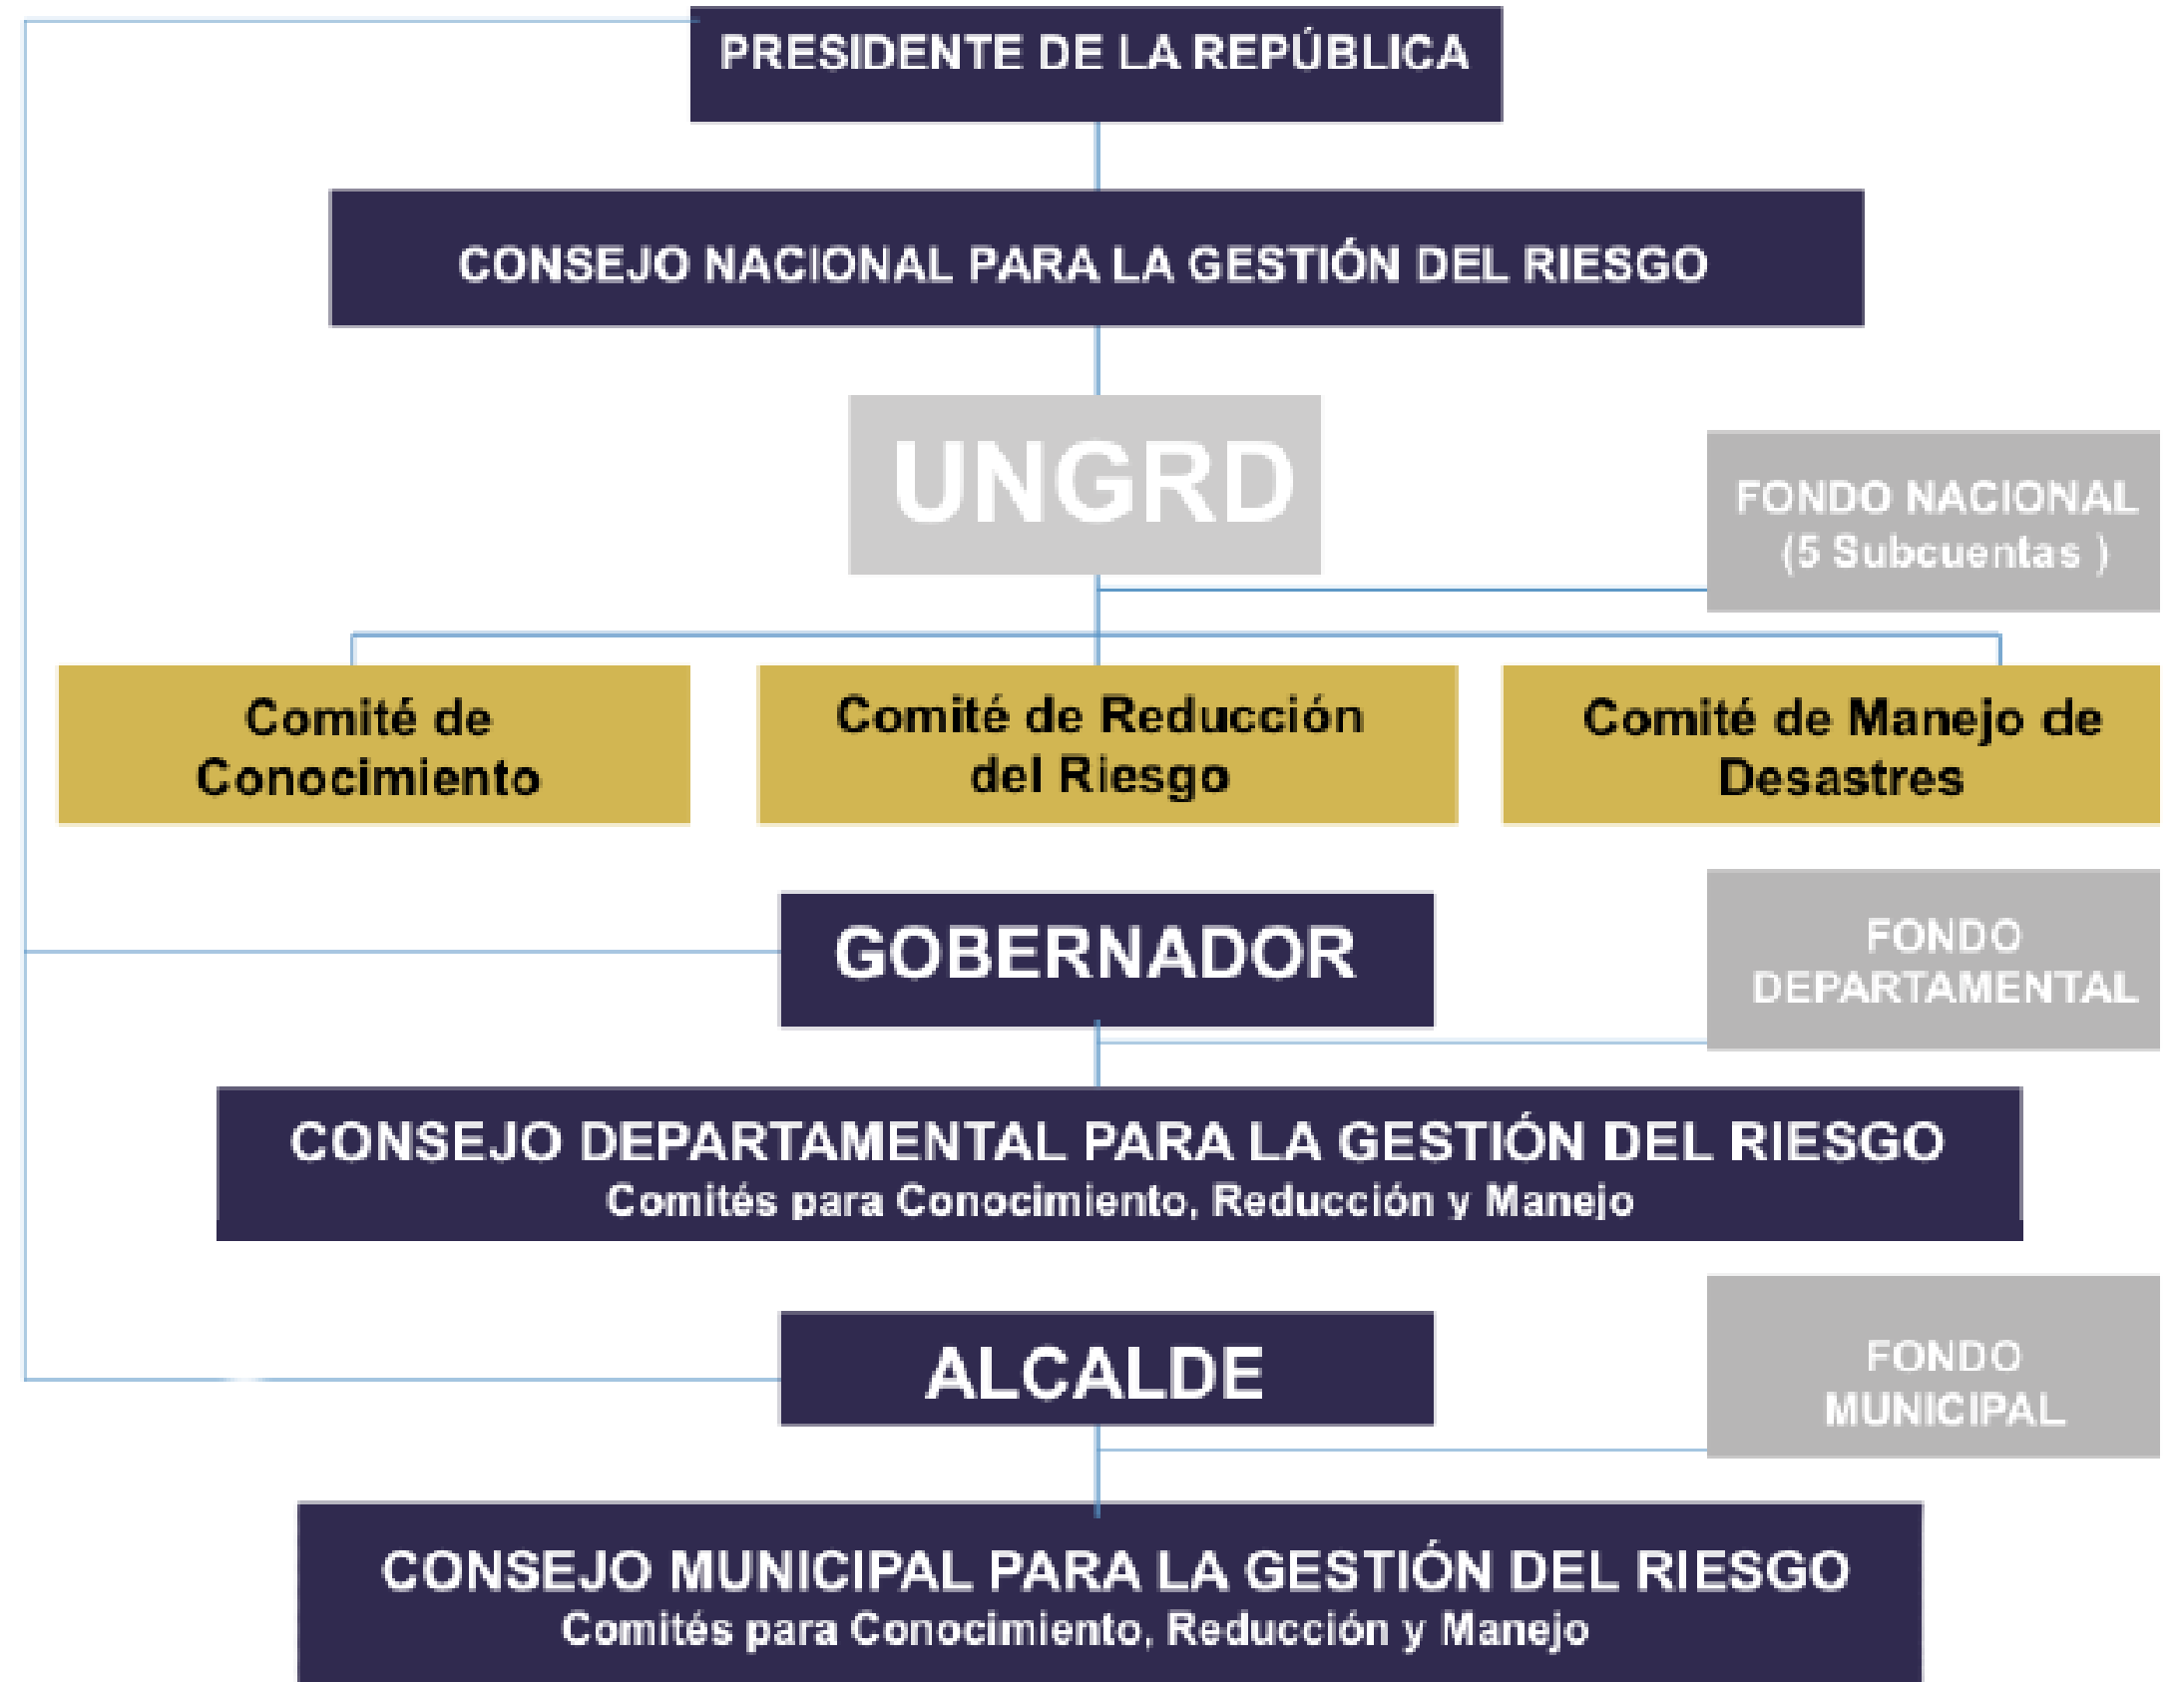 PRESIDENTE DE LA REPÚBLICA
CONSEJO NACIONAL PARA LA GESTIÓN DEL RIESGO
UNGRD
FONDO NACIONAL
(5 Subcuentas )
Comité de
Conocimiento
Comité de Reducción
del Riesgo
Comité de Manejo de
Desastres
GOBERNADOR
FONDO
DEPARTAMENTAL
CONSEJO DEPARTAMENTAL PARA LA GESTIÓN DEL RIESGO
Comités para Conocimiento, Reducción y Manejo
ALCALDE
FONDO
MUNICIPAL
CONSEJO MUNICIPAL PARA LA GESTIÓN DEL RIESGO
Comités para Conocimiento, Reducción y Manejo